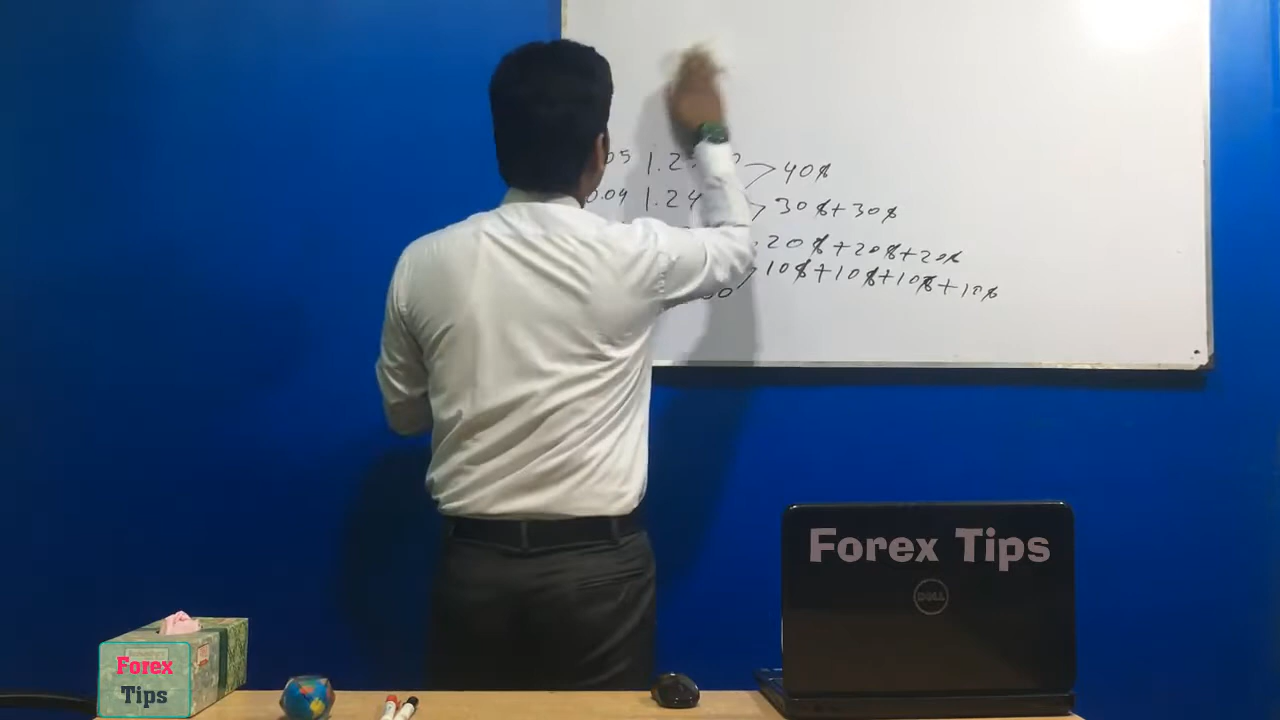 05 1.2 40$
0.04 1.24 30$+30$
20$+20$+20$
10$+10$+10$+10$
Forex Tips
DELL
Forex
Tips